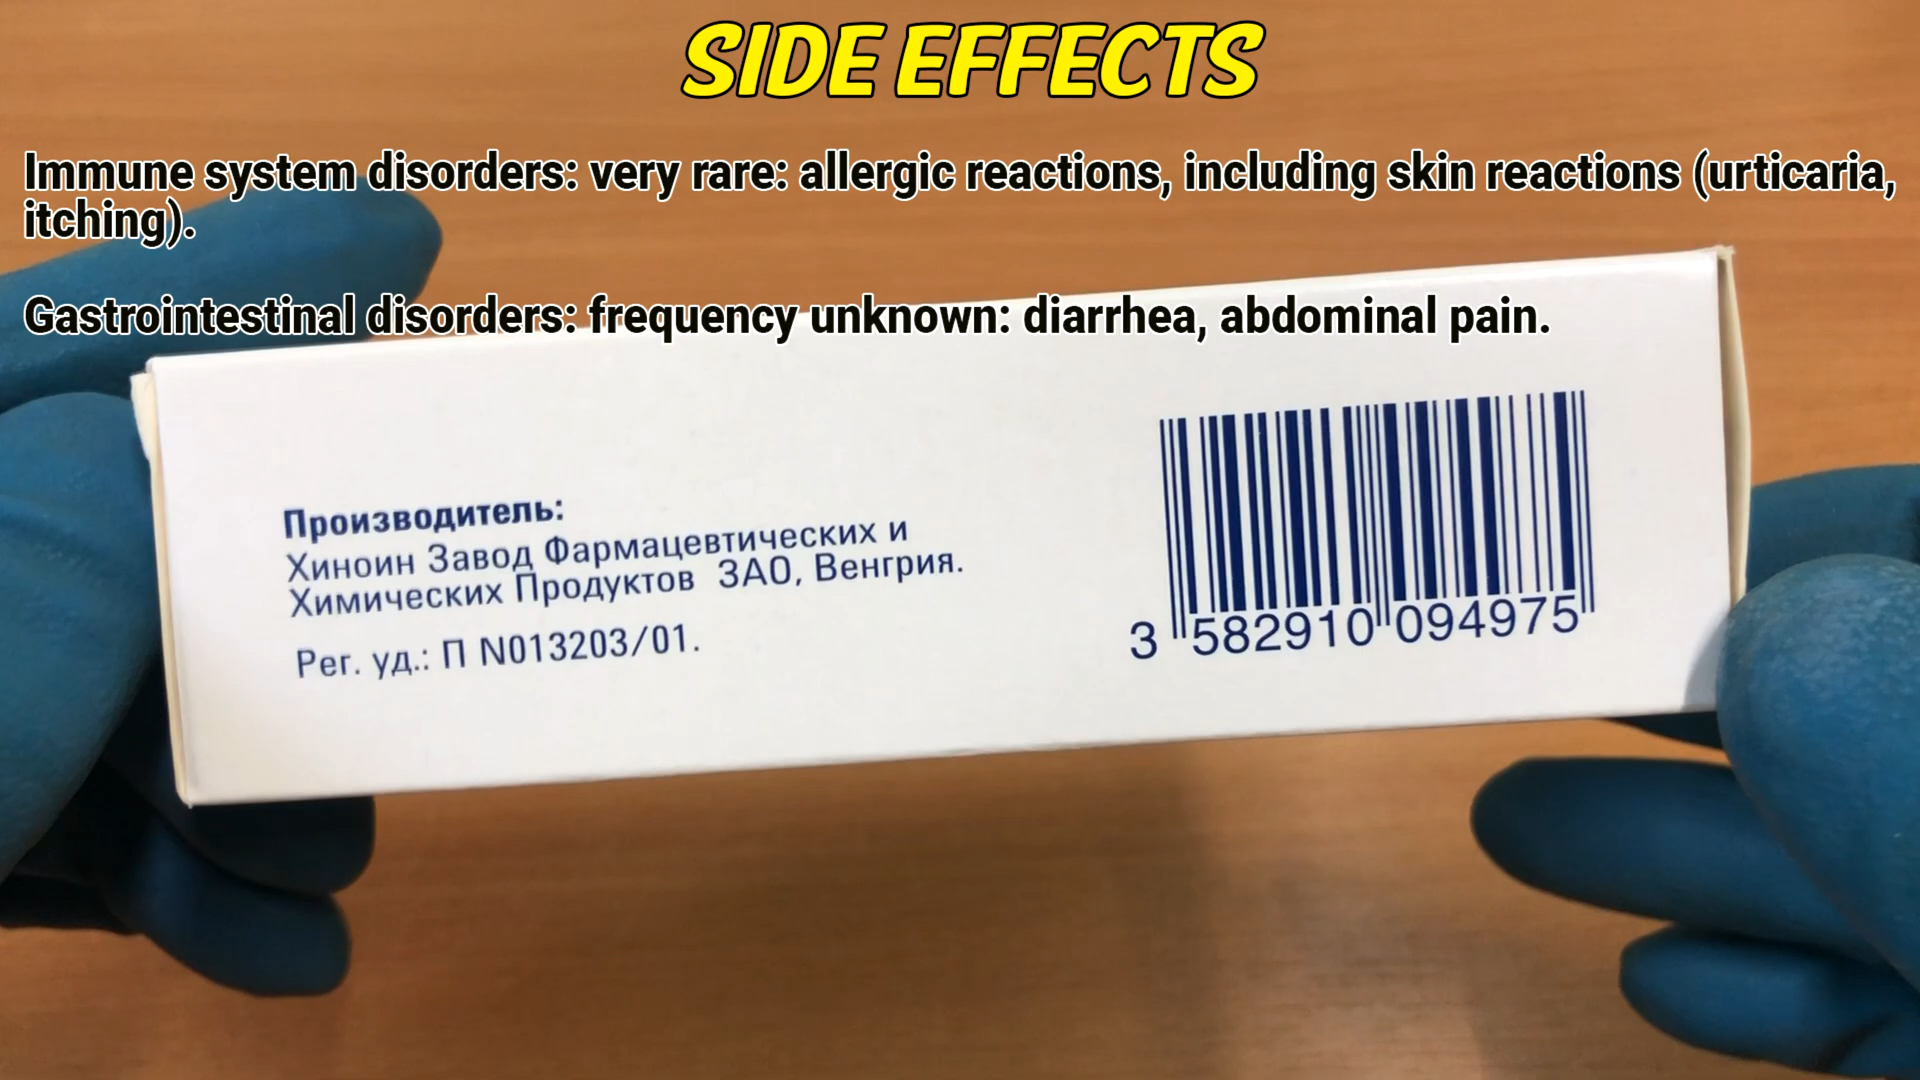 SIDE EFFECTS
Immune system disorders: very rare: allergic reactions, including skin reactions (urticaria,
itching).
Gastrointestinal disorders: frequency unknown: diarrhea, abdominal pain.
Производитель:
Хиноин Завод Фармацевтических и
Химических Продуктов ЗАО, Венгрия.
Рег. уд.: П N013203/01.
3 582910 094975